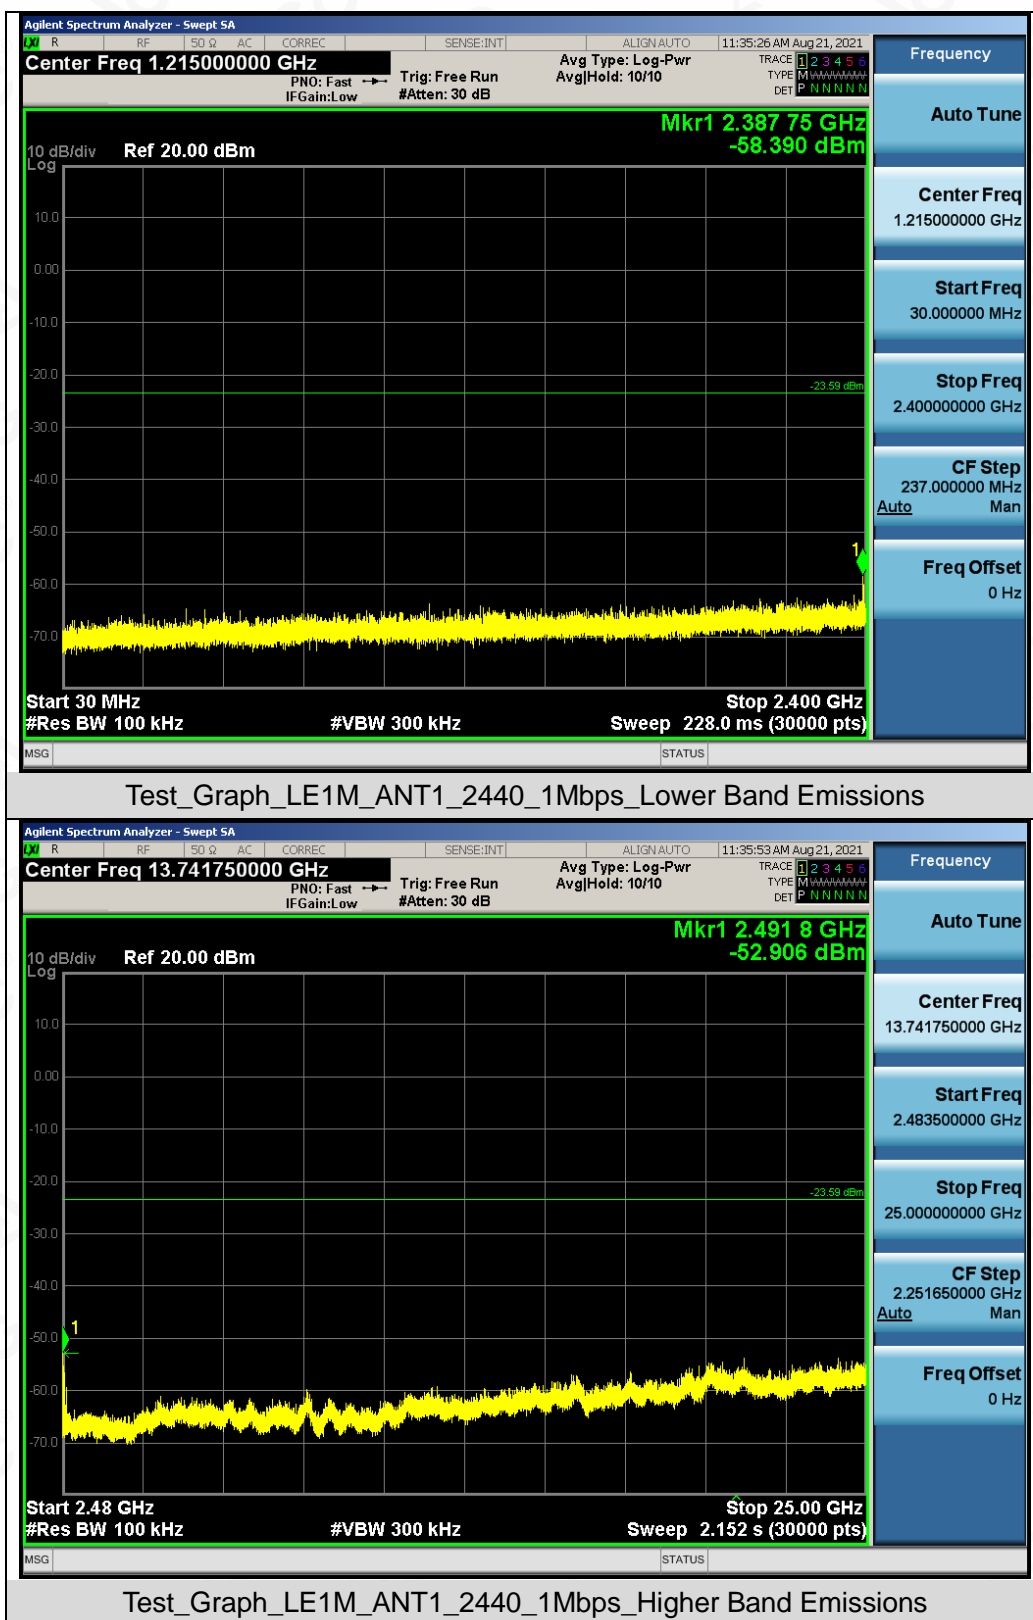 Agilent Spectrum Analyzer - Swept SA
LXI R RF 50 Ω AC CORREC SENSE:INT ALIGN AUTO 11:35:26 AM Aug 21, 2021
Center Freq 1.215000000 GHz
PNO: Fast
IFGain:Low
Trig: Free Run
#Atten: 30 dB
Avg Type: Log-Pwr
Avg|Hold: 10/10
TRACE 1 2 3 4 5 6
TYPE M WWWWW
DET P N N N N N
Mkr1 2.387 75 GHz
-58.390 dBm
10 dB/div Ref 20.00 dBm
Log
10.0
0.00
-10.0
-20.0
-23.59 dBm
-30.0
-40.0
-50.0
1
-60.0
-70.0
Start 30 MHz Stop 2.400 GHz
#Res BW 100 kHz #VBW 300 kHz Sweep 228.0 ms (30000 pts)
MSG STATUS
Frequency
Auto Tune
Center Freq
1.215000000 GHz
Start Freq
30.000000 MHz
Stop Freq
2.400000000 GHz
CF Step
237.000000 MHz
Auto Man
Freq Offset
0 Hz
Test_Graph_LE1M_ANT1_2440_1Mbps_Lower Band Emissions
Agilent Spectrum Analyzer - Swept SA
LXI R RF 50 Ω AC CORREC SENSE:INT ALIGN AUTO 11:35:53 AM Aug 21, 2021
Center Freq 13.741750000 GHz
PNO: Fast
IFGain:Low
Trig: Free Run
#Atten: 30 dB
Avg Type: Log-Pwr
Avg|Hold: 10/10
TRACE 1 2 3 4 5 6
TYPE M WWWWW
DET P N N N N N
Mkr1 2.491 8 GHz
-52.906 dBm
10 dB/div Ref 20.00 dBm
Log
10.0
0.00
-10.0
-20.0
-23.59 dBm
-30.0
-40.0
-50.0
1
-60.0
-70.0
Start 2.48 GHz Stop 25.00 GHz
#Res BW 100 kHz #VBW 300 kHz Sweep 2.152 s (30000 pts)
MSG STATUS
Frequency
Auto Tune
Center Freq
13.741750000 GHz
Start Freq
2.483500000 GHz
Stop Freq
25.000000000 GHz
CF Step
2.251650000 GHz
Auto Man
Freq Offset
0 Hz
Test_Graph_LE1M_ANT1_2440_1Mbps_Higher Band Emissions